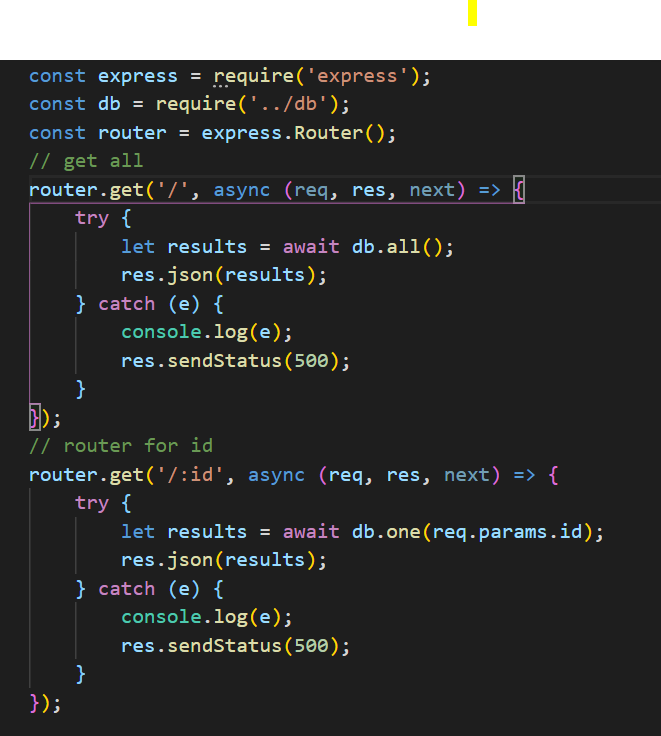 const express = require('express');
const db = require('../db');
const router = express.Router();
// get all
router.get('/', async (req, res, next) => {
    try {
        let results = await db.all();
        res.json(results);
    } catch (e) {
        console.log(e);
        res.sendStatus(500);
    }
});
// router for id
router.get('/:id', async (req, res, next) => {
    try {
        let results = await db.one(req.params.id);
        res.json(results);
    } catch (e) {
        console.log(e);
        res.sendStatus(500);
    }
});